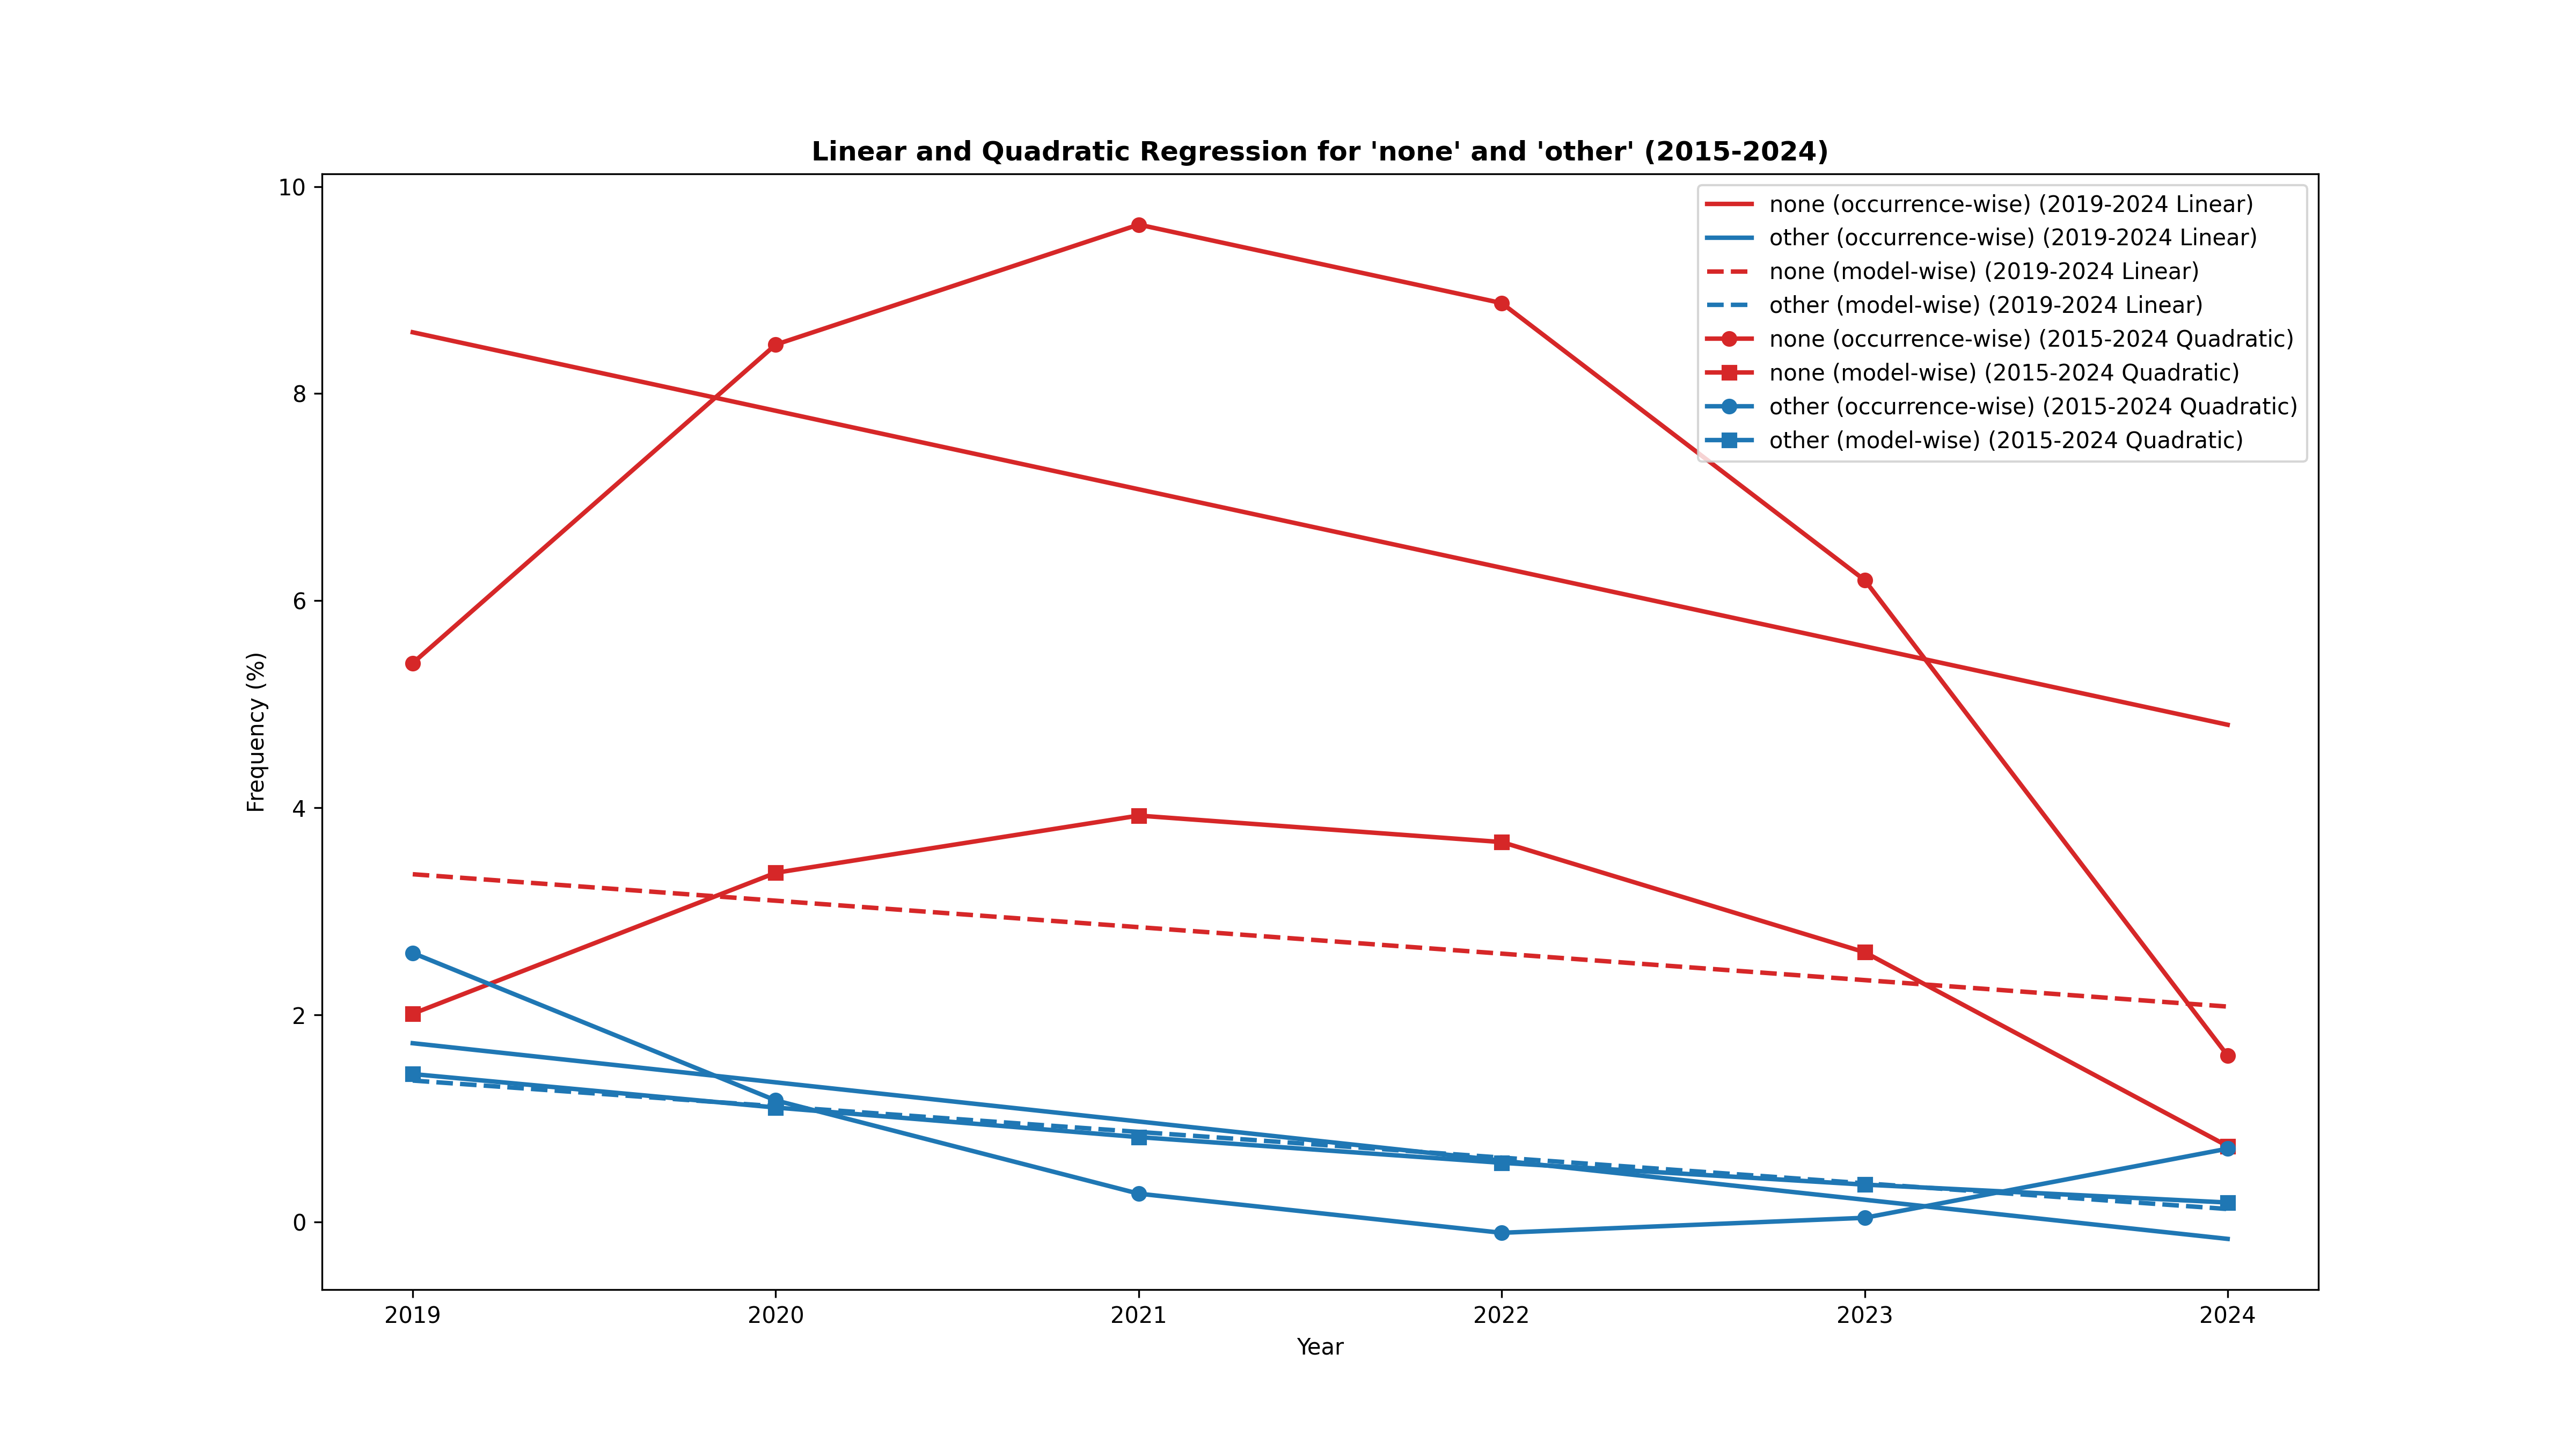 Linear and Quadratic Regression for 'none' and 'other' (2015-2024)
10
8
6
4
2
0
Frequency (%)
none (occurrence-wise) (2019-2024 Linear)
other (occurrence-wise) (2019-2024 Linear)
none (model-wise) (2019-2024 Linear)
other (model-wise) (2019-2024 Linear)
none (occurrence-wise) (2015-2024 Quadratic)
none (model-wise) (2015-2024 Quadratic)
other (occurrence-wise) (2015-2024 Quadratic)
other (model-wise) (2015-2024 Quadratic)
2019 2020 2021 2022 2023 2024
Year